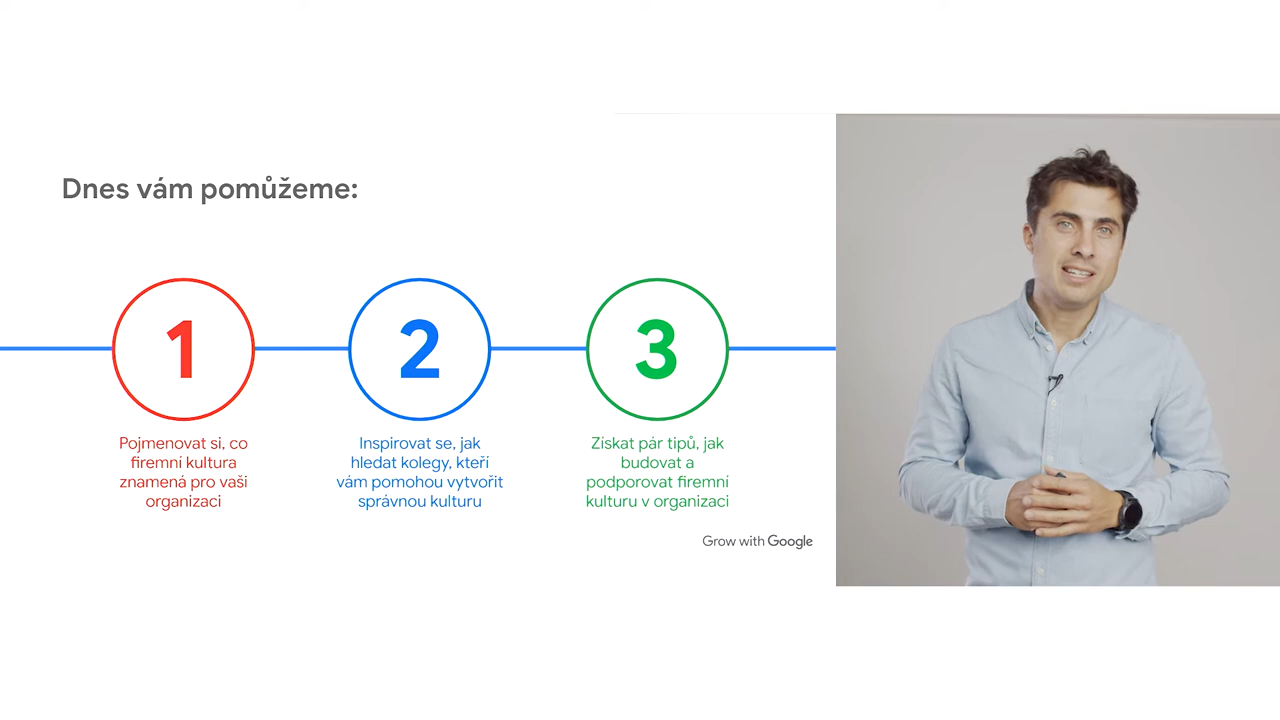 Dnes vám pomůžeme:
1
2
3
Pojmenovat si, co
firemní kultura
znamená pro vaši
organizaci
Inspirovat se, jak
hledat kolegy, kteří
vám pomohou vytvořit
správnou kulturu
Získat pár tipů, jak
budovat a
podporovat firemní
kulturu v organizaci
Grow with Google